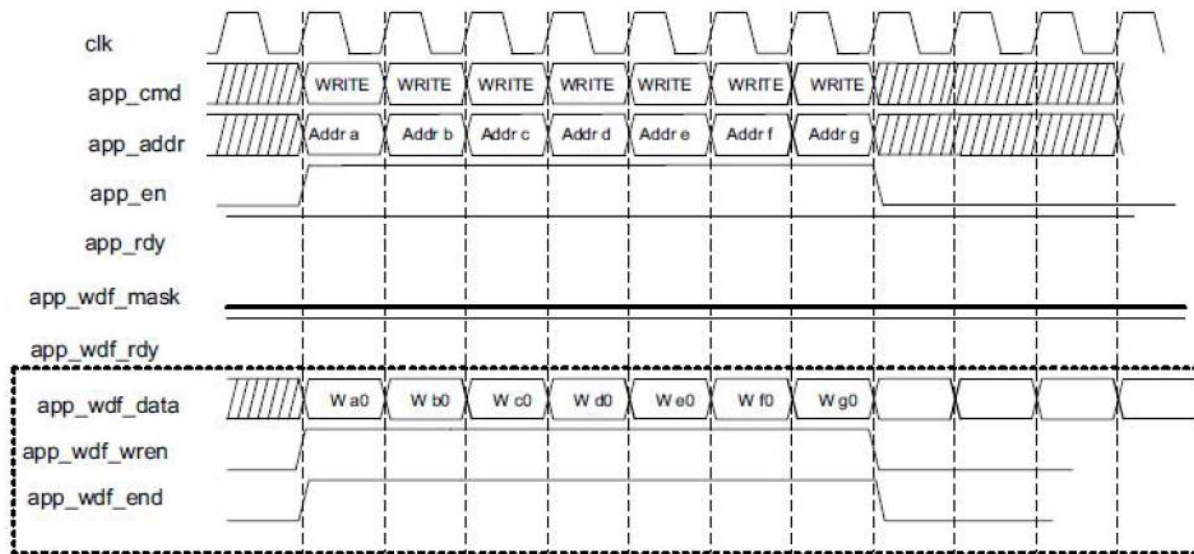 clk
app_cmd WRITE WRITE WRITE WRITE WRITE WRITE WRITE
app_addr Addr a Addr b Addr c Addr d Addr e Addr f Addr g
app_en
app_rdy
app_wdf_mask
app_wdf_rdy
app_wdf_data W a0 W b0 W c0 W d0 W e0 W f0 W g0
app_wdf_wren
app_wdf_end